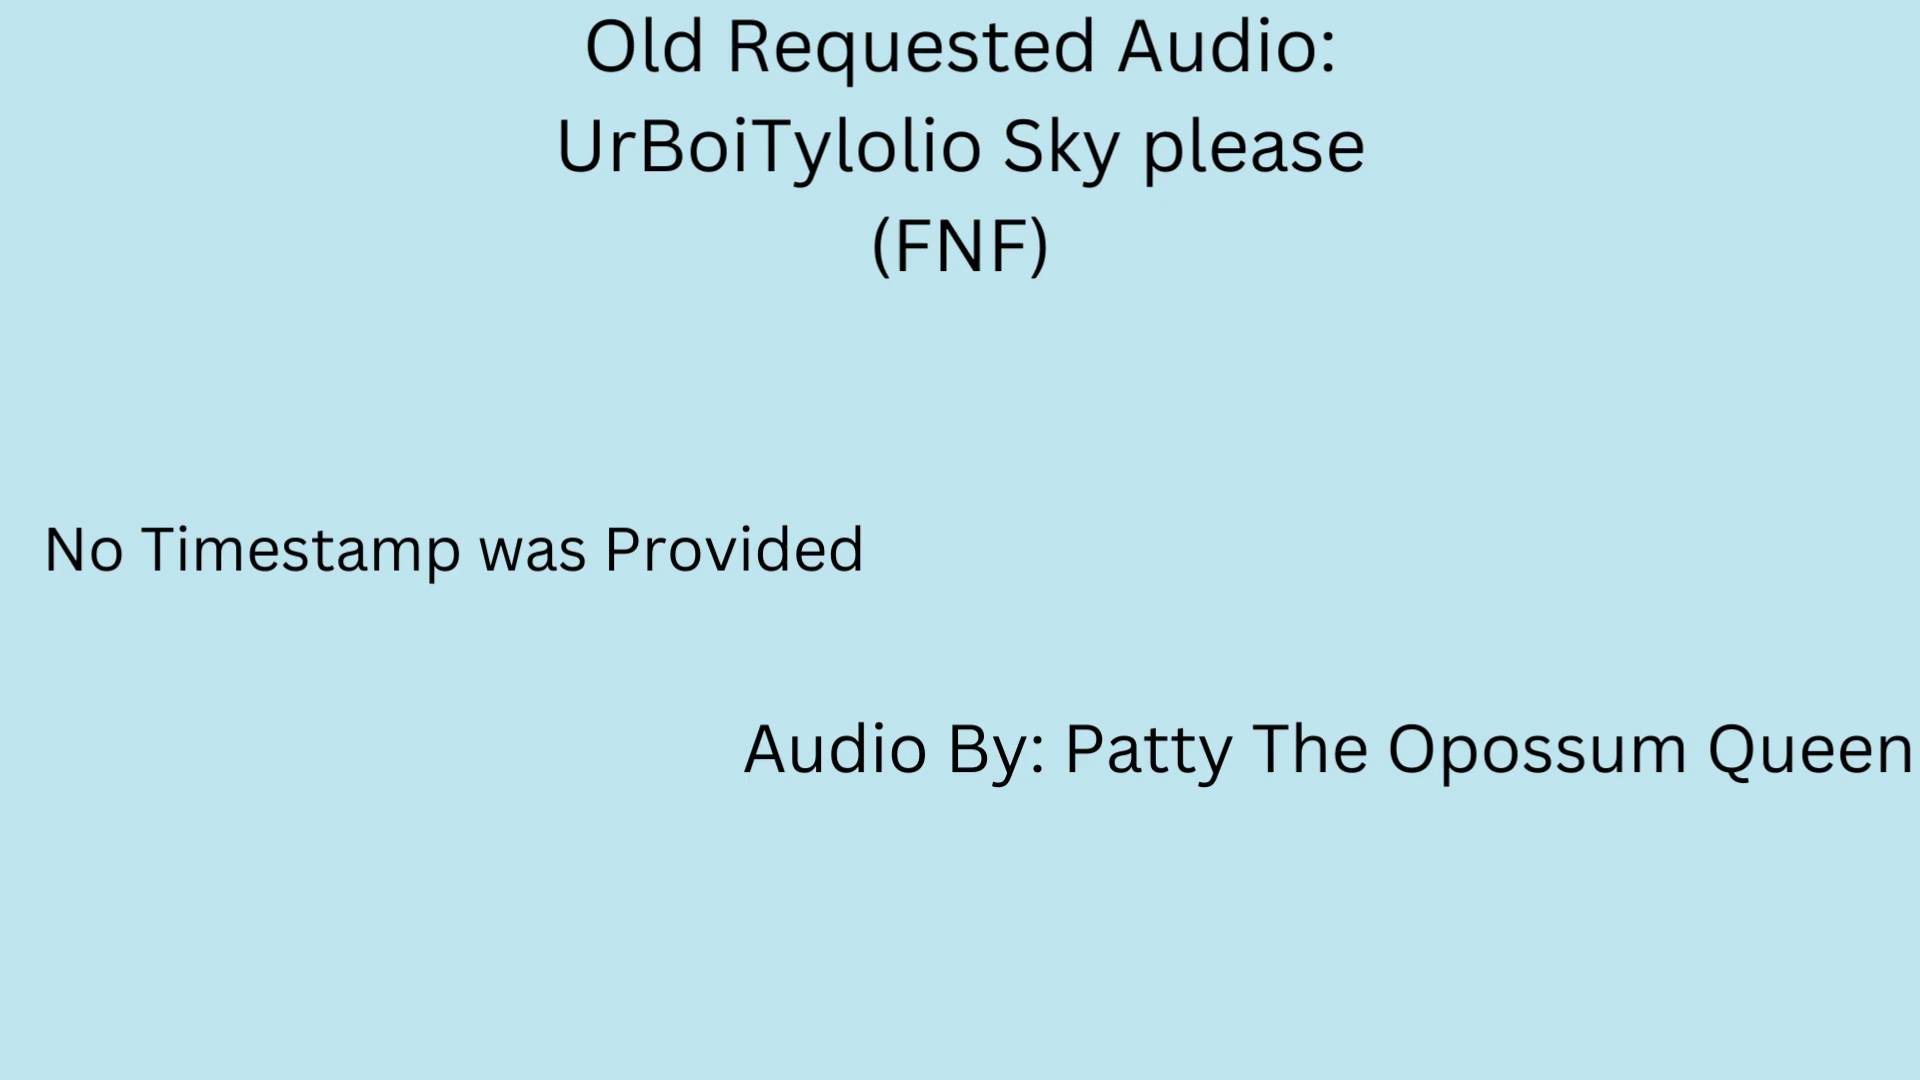 Old Requested Audio:
UrBoiTylolio Sky please
(FNF)
No Timestamp was Provided
Audio By: Patty The Opossum Queen